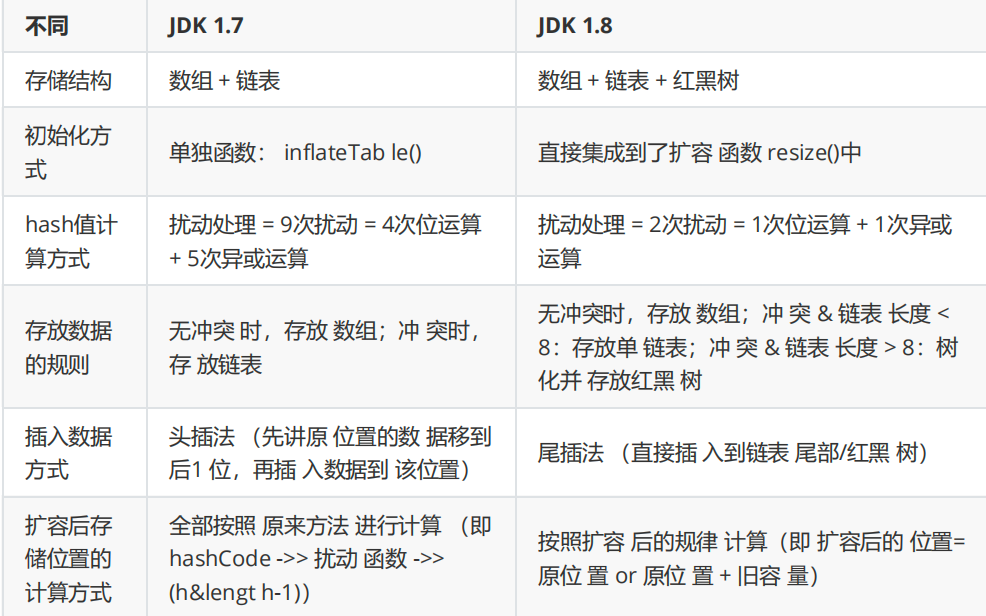 不同 JDK 1.7 JDK 1.8
存储结构 数组 + 链表 数组 + 链表 + 红黑树
初始化方
式
单独函数： inflateTab le()
直接集成到了扩容 函数 resize()中
hash值计
算方式
扰动处理 = 9次扰动 = 4次位运算
+ 5次异或运算
扰动处理 = 2次扰动 = 1次位运算 + 1次异或
运算
存放数据
的规则
无冲突 时，存放 数组；冲 突时，
存 放链表
无冲突时，存放 数组；冲 突 & 链表 长度 <
8：存放单 链表；冲 突 & 链表 长度 > 8：树
化并 存放红黑 树
插入数据
方式
头插法 （先讲原 位置的数 据移到
后1 位，再插 入数据到 该位置）
尾插法 （直接插 入到链表 尾部/红黑 树）
扩容后存
储位置的
计算方式
全部按照 原来方法 进行计算 （即
hashCode ->> 扰动 函数 ->>
(h&lengt h-1)）
按照扩容 后的规律 计算（即 扩容后的 位置=
原位 置 or 原位 置 + 旧容 量）